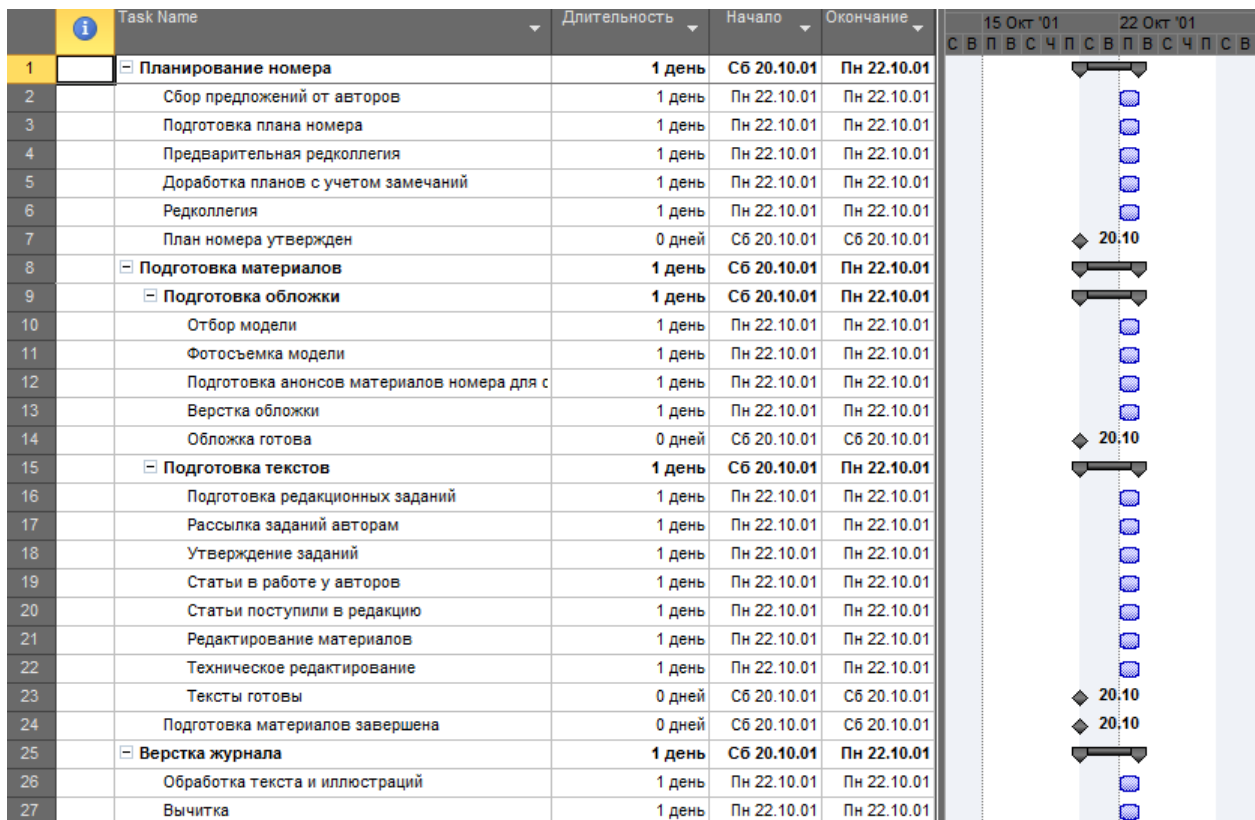 Task Name Длительность Начало Окончание 15 Окт '01 22 Окт '01
С В П В С Ч П С В П В С Ч П С В
1 Планирование номера 1 день Сб 20.10.01 Пн 22.10.01
2 Сбор предложений от авторов 1 день Пн 22.10.01 Пн 22.10.01
3 Подготовка плана номера 1 день Пн 22.10.01 Пн 22.10.01
4 Предварительная редколлегия 1 день Пн 22.10.01 Пн 22.10.01
5 Доработка планов с учетом замечаний 1 день Пн 22.10.01 Пн 22.10.01
6 Редколлегия 1 день Пн 22.10.01 Пн 22.10.01
7 План номера утвержден 0 дней Сб 20.10.01 Сб 20.10.01 20.10
8 Подготовка материалов 1 день Сб 20.10.01 Пн 22.10.01
9 Подготовка обложки 1 день Сб 20.10.01 Пн 22.10.01
10 Отбор модели 1 день Пн 22.10.01 Пн 22.10.01
11 Фотосъемка модели 1 день Пн 22.10.01 Пн 22.10.01
12 Подготовка анонсов материалов номера для с 1 день Пн 22.10.01 Пн 22.10.01
13 Верстка обложки 1 день Пн 22.10.01 Пн 22.10.01
14 Обложка готова 0 дней Сб 20.10.01 Сб 20.10.01 20.10
15 Подготовка текстов 1 день Сб 20.10.01 Пн 22.10.01
16 Подготовка редакционных заданий 1 день Пн 22.10.01 Пн 22.10.01
17 Рассылка заданий авторам 1 день Пн 22.10.01 Пн 22.10.01
18 Утверждение заданий 1 день Пн 22.10.01 Пн 22.10.01
19 Статьи в работе у авторов 1 день Пн 22.10.01 Пн 22.10.01
20 Статьи поступили в редакцию 1 день Пн 22.10.01 Пн 22.10.01
21 Редактирование материалов 1 день Пн 22.10.01 Пн 22.10.01
22 Техническое редактирование 1 день Пн 22.10.01 Пн 22.10.01
23 Тексты готовы 0 дней Сб 20.10.01 Сб 20.10.01 20.10
24 Подготовка материалов завершена 0 дней Сб 20.10.01 Сб 20.10.01 20.10
25 Верстка журнала 1 день Сб 20.10.01 Пн 22.10.01
26 Обработка текста и иллюстраций 1 день Пн 22.10.01 Пн 22.10.01
27 Вычитка 1 день Пн 22.10.01 Пн 22.10.01